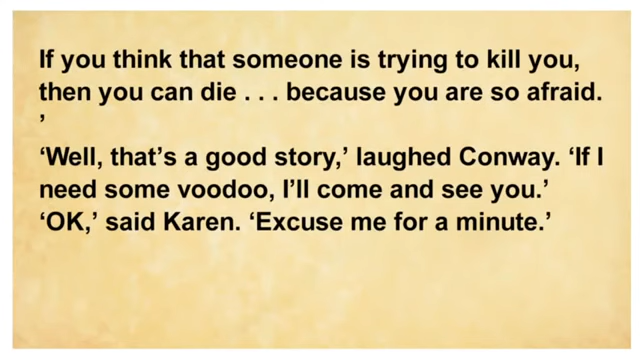 If you think that someone is trying to kill you,
then you can die . . . because you are so afraid.
’
‘Well, that’s a good story,’ laughed Conway. ‘If I
need some voodoo, I’ll come and see you.’
‘OK,’ said Karen. ‘Excuse me for a minute.’